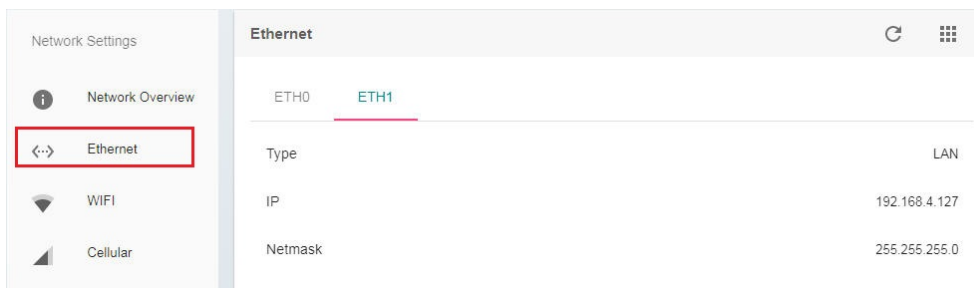 Network Settings
Network Overview
Ethernet
WIFI
Cellular
Ethernet
ETH0 ETH1
Type LAN
IP 192.168.4.127
Netmask 255.255.255.0